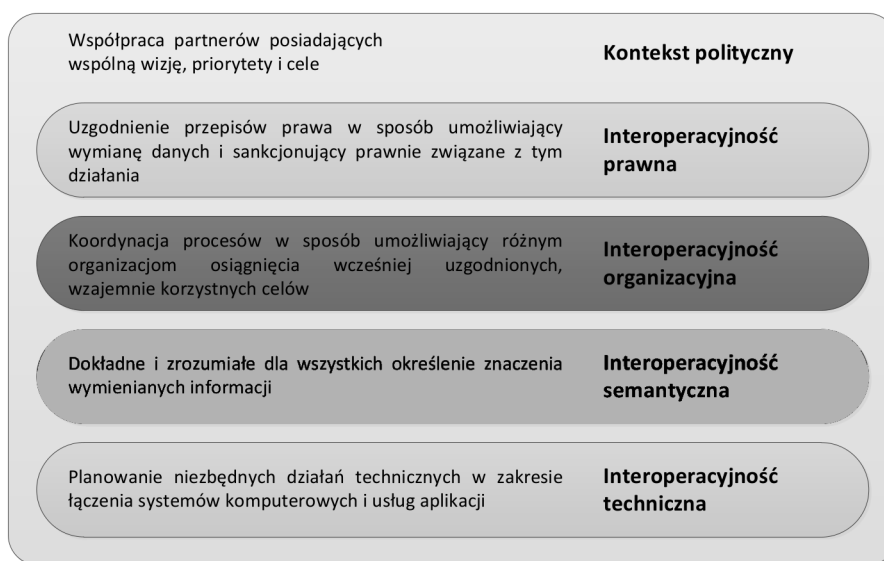 Współpraca partnerów posiadających
wspólną wizję, priorytety i cele
Kontekst polityczny
Uzgodnienie przepisów prawa w sposób umożliwiający
wymianę danych i sankcjonujący prawnie związane z tym
działania
Interoperacyjność
prawna
Koordynacja procesów w sposób umożliwiający różnym
organizacjom osiągnięcia wcześniej uzgodnionych,
wzajemnie korzystnych celów
Interoperacyjność
organizacyjna
Dokładne i zrozumiałe dla wszystkich określenie znaczenia
wymienianych informacji
Interoperacyjność
semantyczna
Planowanie niezbędnych działań technicznych w zakresie
łączenia systemów komputerowych i usług aplikacji
Interoperacyjność
techniczna